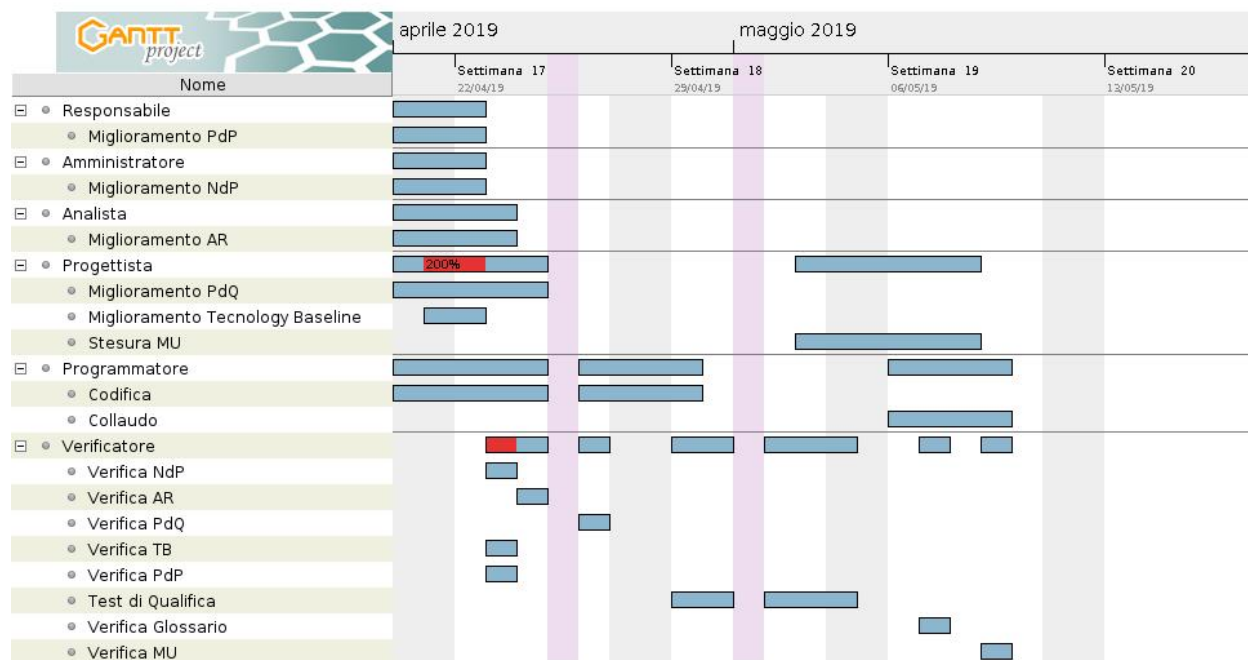 GANTT
project
aprile 2019
maggio 2019
Nome
Settimana 17
Settimana 18
Settimana 19
Settimana 20
22/04/19
29/04/19
06/05/19
13/05/19
Responsabile
Miglioramento PdP
Amministratore
Miglioramento NdP
Analista
Miglioramento AR
Progettista
200%
Miglioramento PdQ
Miglioramento Tecnology Baseline
Stesura MU
Programmatore
Codifica
Collaudo
Verificatore
Verifica NdP
Verifica AR
Verifica PdQ
Verifica TB
Verifica PdP
Test di Qualifica
Verifica Glossario
Verifica MU